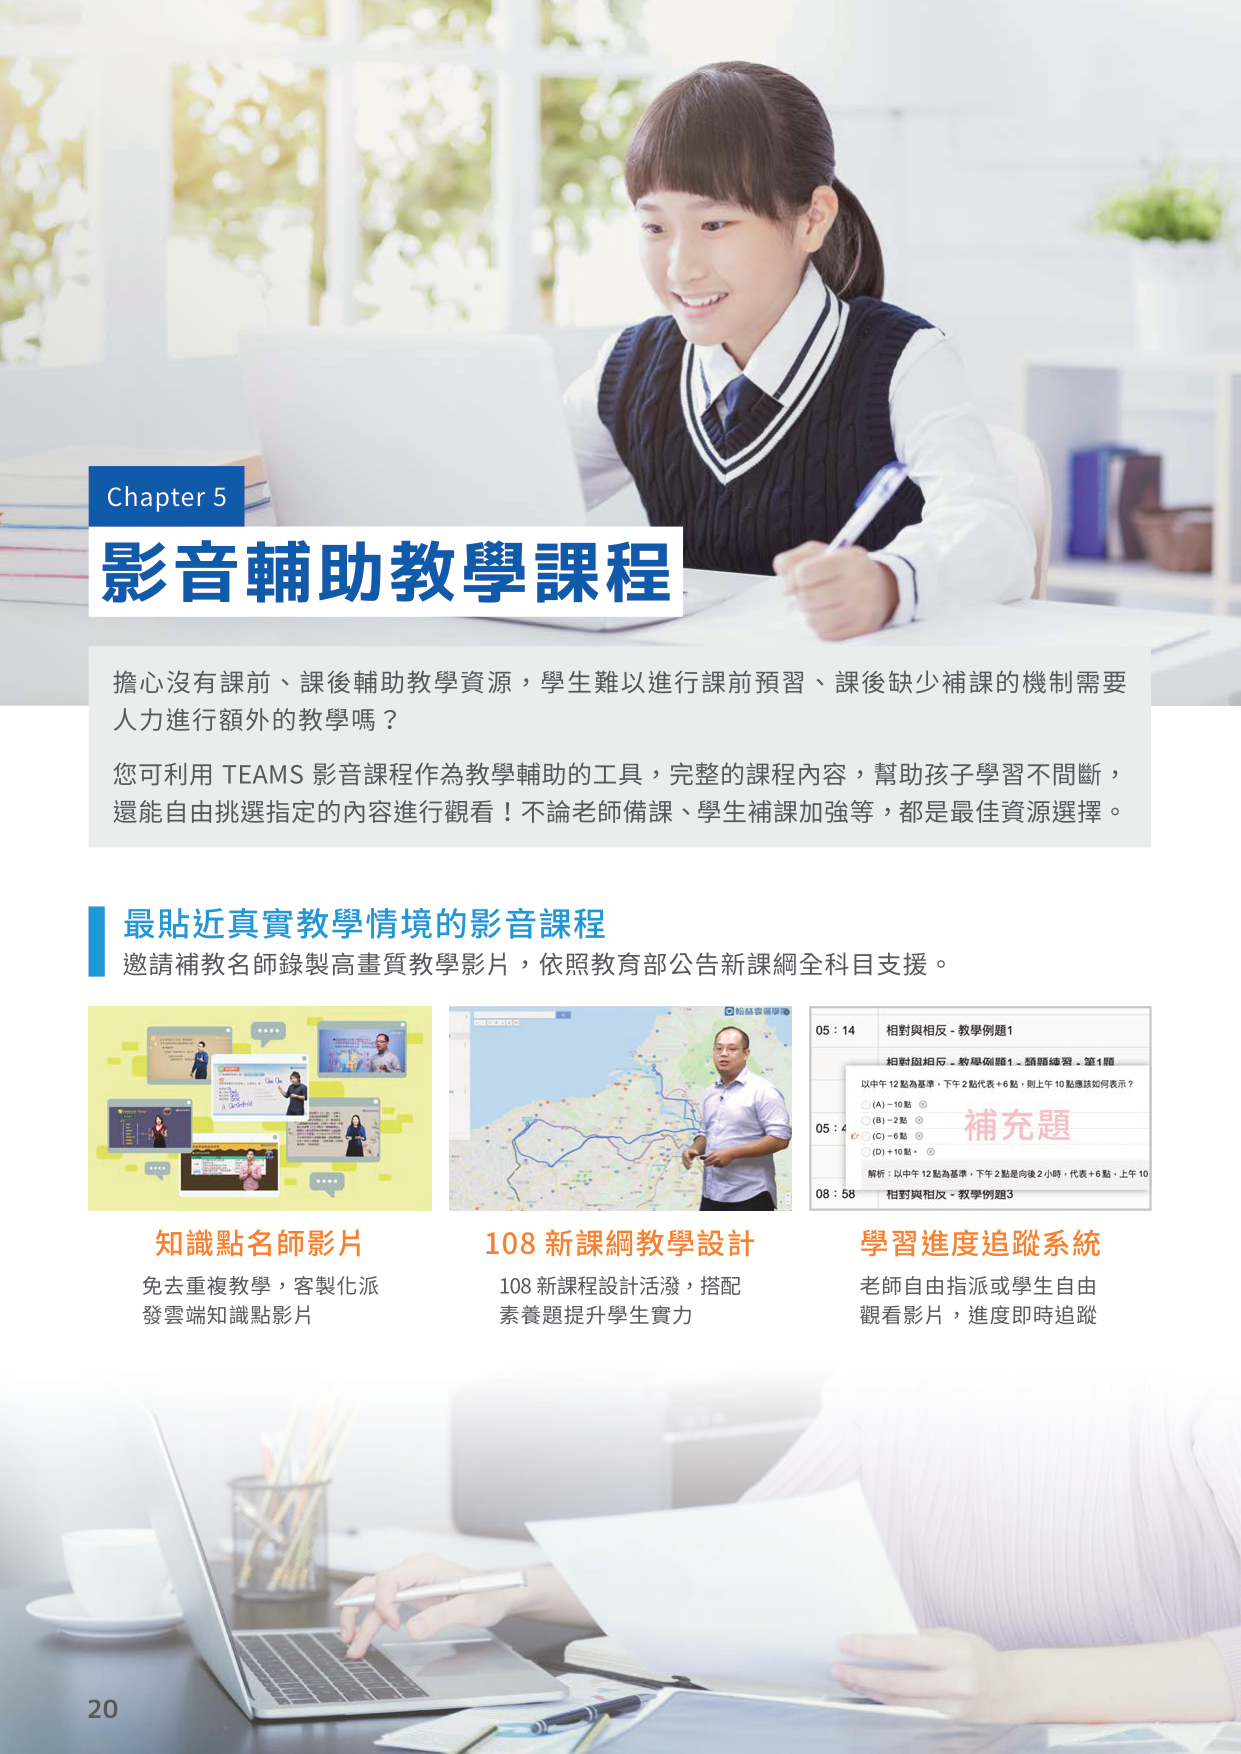 Chapter 5
影音輔助教學課程
擔心沒有課前、課後輔助教學資源，學生難以進行課前預習、課後缺少補課的機制需要
人力進行額外的教學嗎？
您可利用 TEAMS 影音課程作為教學輔助的工具，完整的課程內容，幫助孩子學習不間斷，
還能自由挑選指定的內容進行觀看！不論老師備課、學生補課加強等，都是最佳資源選擇。
最貼近真實教學情境的影音課程
邀請補教名師錄製高畫質教學影片，依照教育部公告新課綱全科目支援。
翰林雲端學院
05：14 相對與相反 - 教學例題1
相對與相反 - 教學例題1 - 類題練習 - 第1題
以中午 12 點為基準，下午 2 點代表＋6 點，則上午 10 點應該如何表示？
(A) －10 點
(B) －2 點
05：4
(C) －6 點
(D) ＋10 點。
補充題
解析：以中午 12 點為基準，下午 2 點是向後 2 小時，代表＋6 點，上午 10
08：58 相對與相反 - 教學例題3
知識點名師影片
免去重複教學，客製化派
發雲端知識點影片
108 新課綱教學設計
108 新課程設計活潑，搭配
素養題提升學生實力
學習進度追蹤系統
老師自由指派或學生自由
觀看影片，進度即時追蹤
20